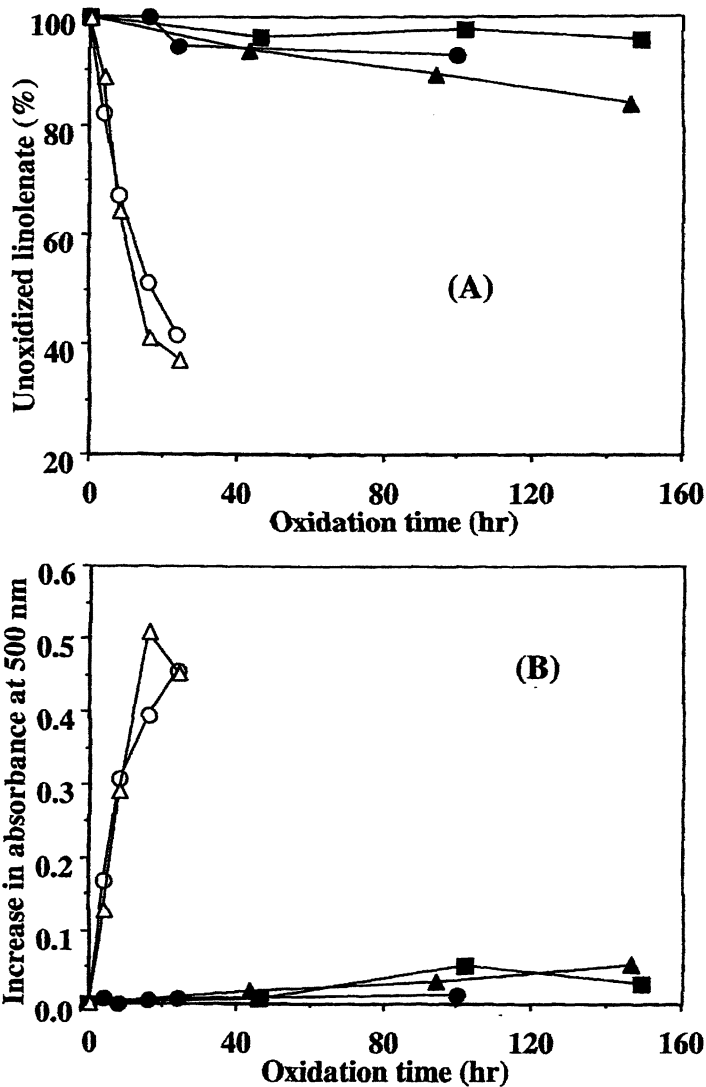 100
80
60
40
20
Unoxidized linolenate (%)
(A)
0 40 80 120 160
Oxidation time (hr)
0.6
0.5
0.4
0.3
0.2
0.1
0.0
Increase in absorbance at 500 nm
(B)
0 40 80 120 160
Oxidation time (hr)